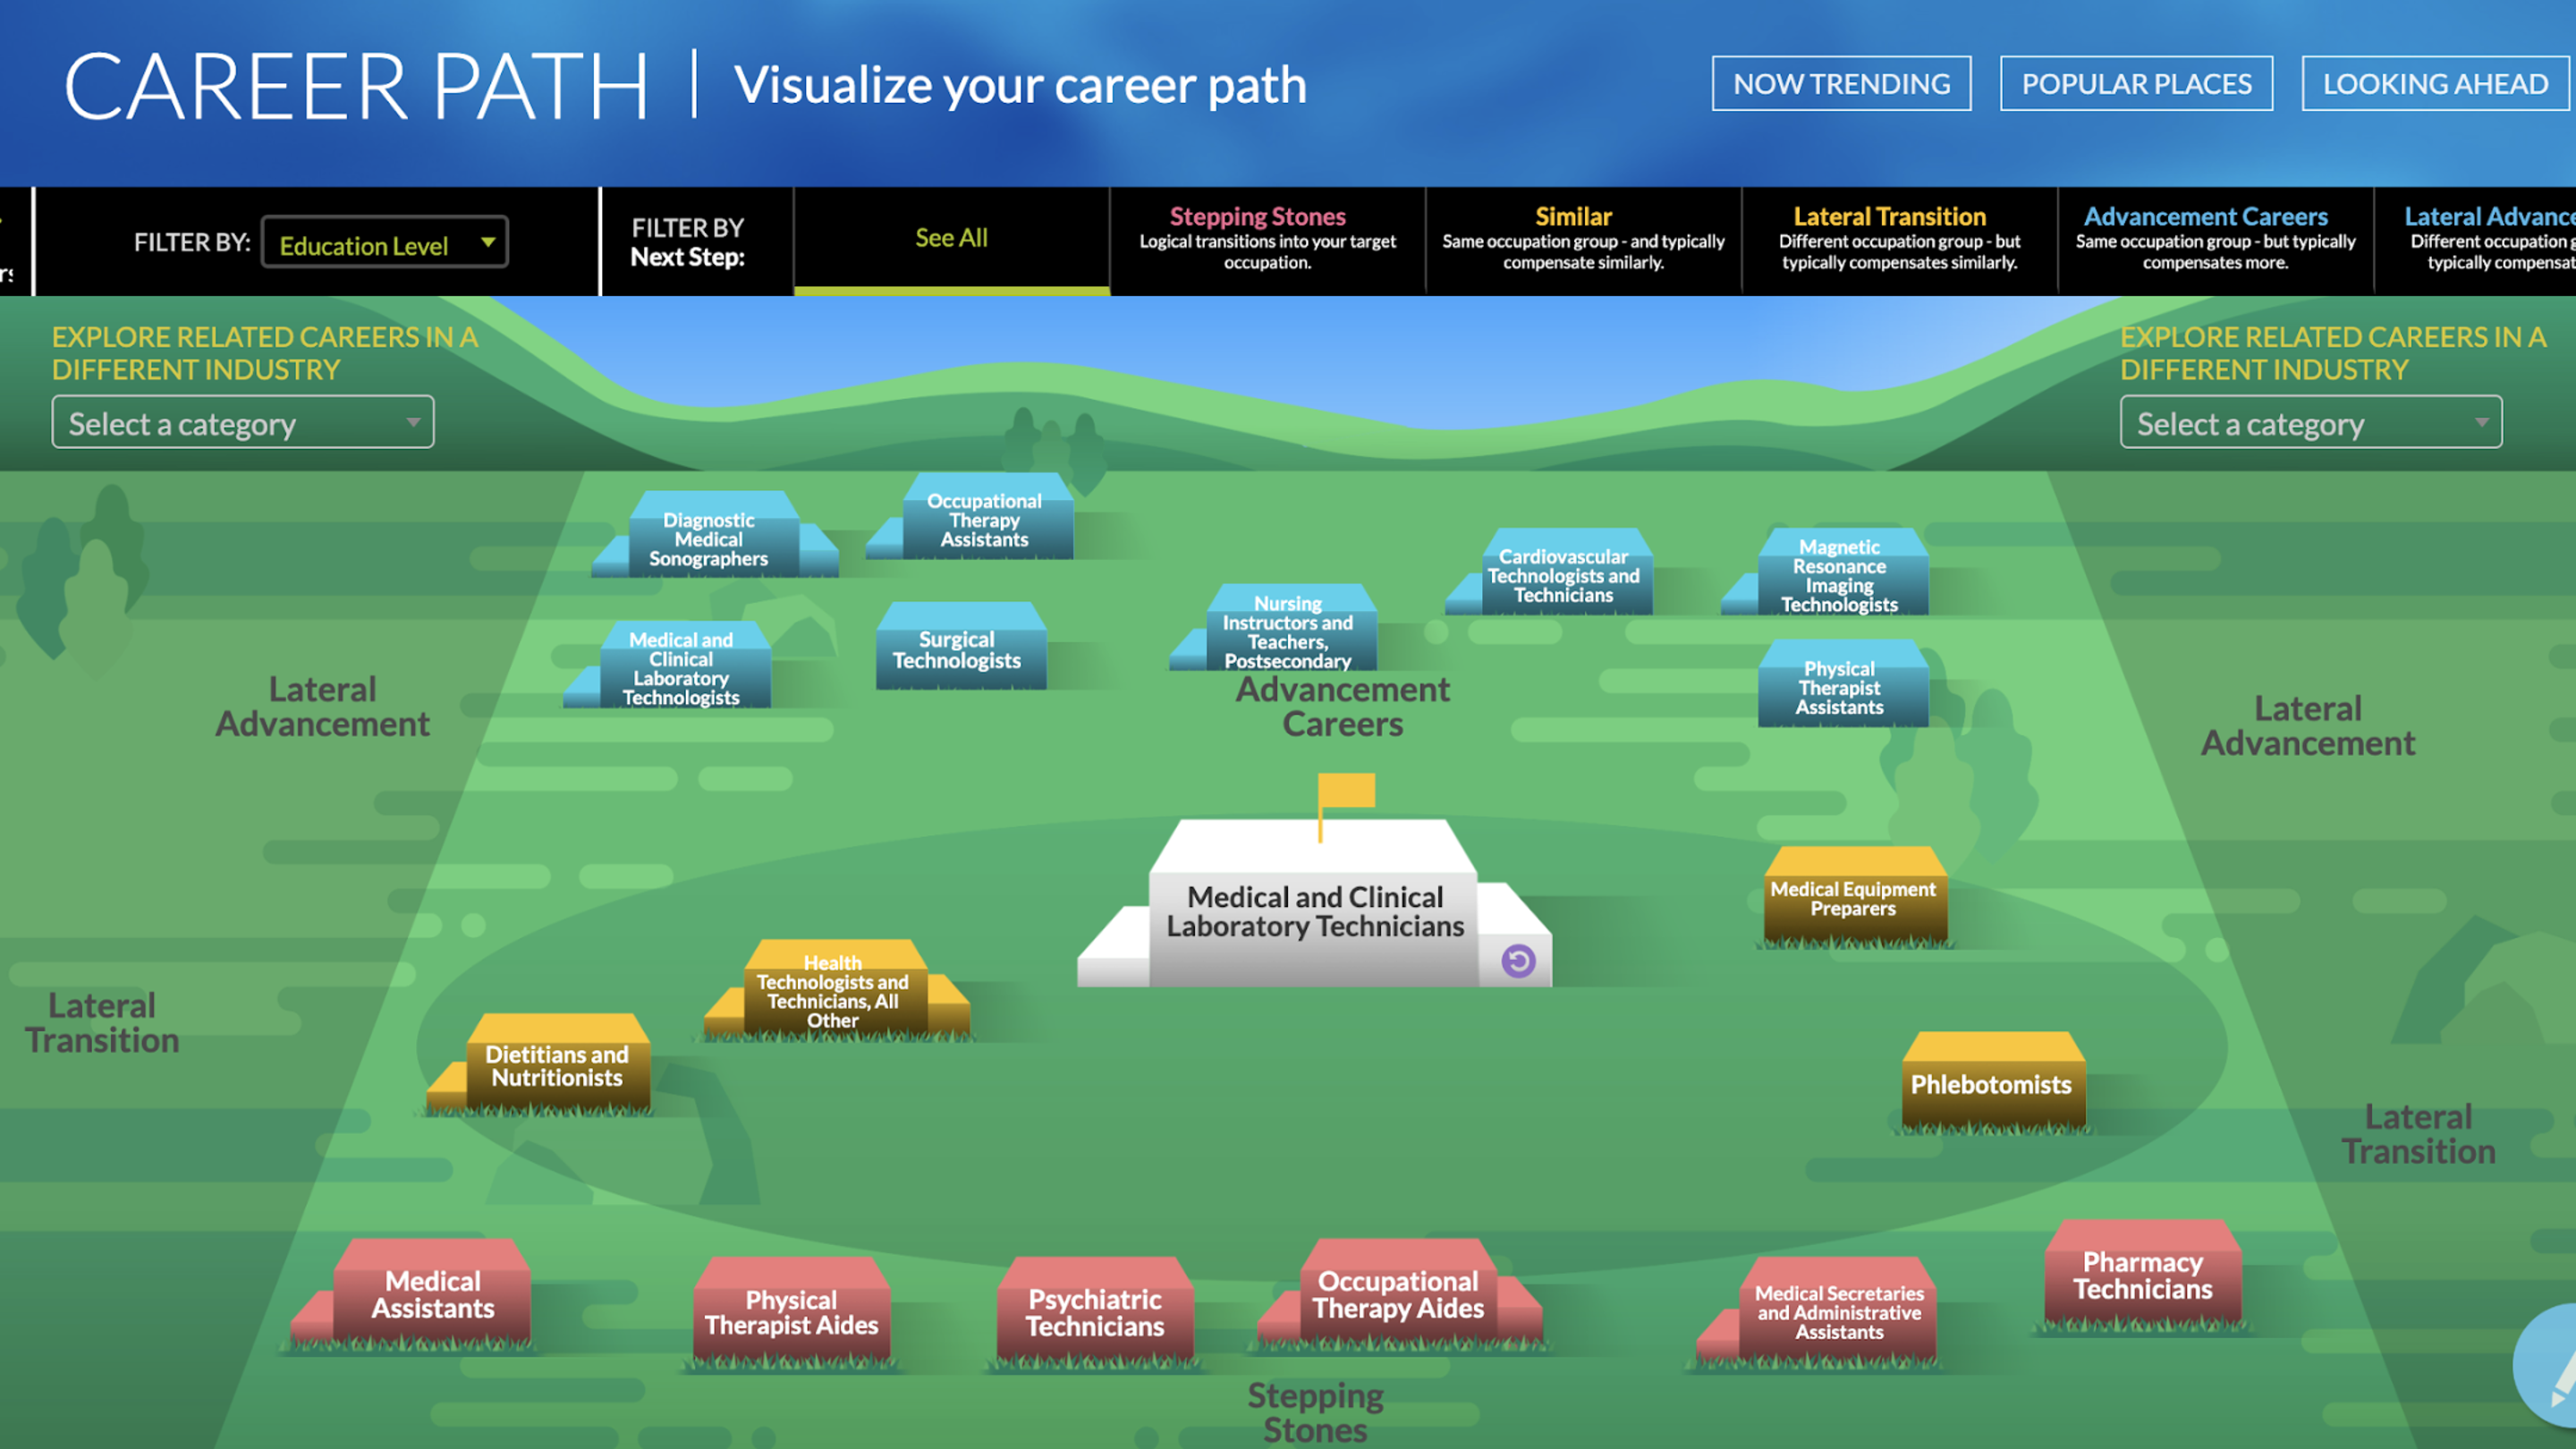 CAREER PATH | Visualize your career path
NOW TRENDING
POPULAR PLACES
LOOKING AHEAD
FILTER BY:
Education Level
FILTER BY
Next Step:
See All
Stepping Stones
Logical transitions into your target
occupation.
Similar
Same occupation group - and typically
compensate similarly.
Lateral Transition
Different occupation group - but
typically compensates similarly.
Advancement Careers
Same occupation group - but typically
compensates more.
Lateral
Different occupation
typically
EXPLORE RELATED CAREERS IN A
DIFFERENT INDUSTRY
Select a category
EXPLORE RELATED CAREERS IN A
DIFFERENT INDUSTRY
Select a category
Diagnostic
Medical
Sonographers
Occupational
Therapy
Assistants
Cardiovascular
Technologists and
Technicians
Magnetic
Resonance
Imaging
Technologists
Nursing
Instructors and
Teachers,
Postsecondary
Medical and
Clinical
Laboratory
Technologists
Surgical
Technologists
Physical
Therapist
Assistants
Lateral
Advancement
Advancement
Careers
Lateral
Advancement
Medical and Clinical
Laboratory Technicians
Medical Equipment
Preparers
Health
Technologists and
Technicians, All
Other
Lateral
Transition
Dietitians and
Nutritionists
Phlebotomists
Lateral
Transition
Medical
Assistants
Physical
Therapist Aides
Psychiatric
Technicians
Occupational
Therapy Aides
Medical Secretaries
and Administrative
Assistants
Pharmacy
Technicians
Stepping
Stones